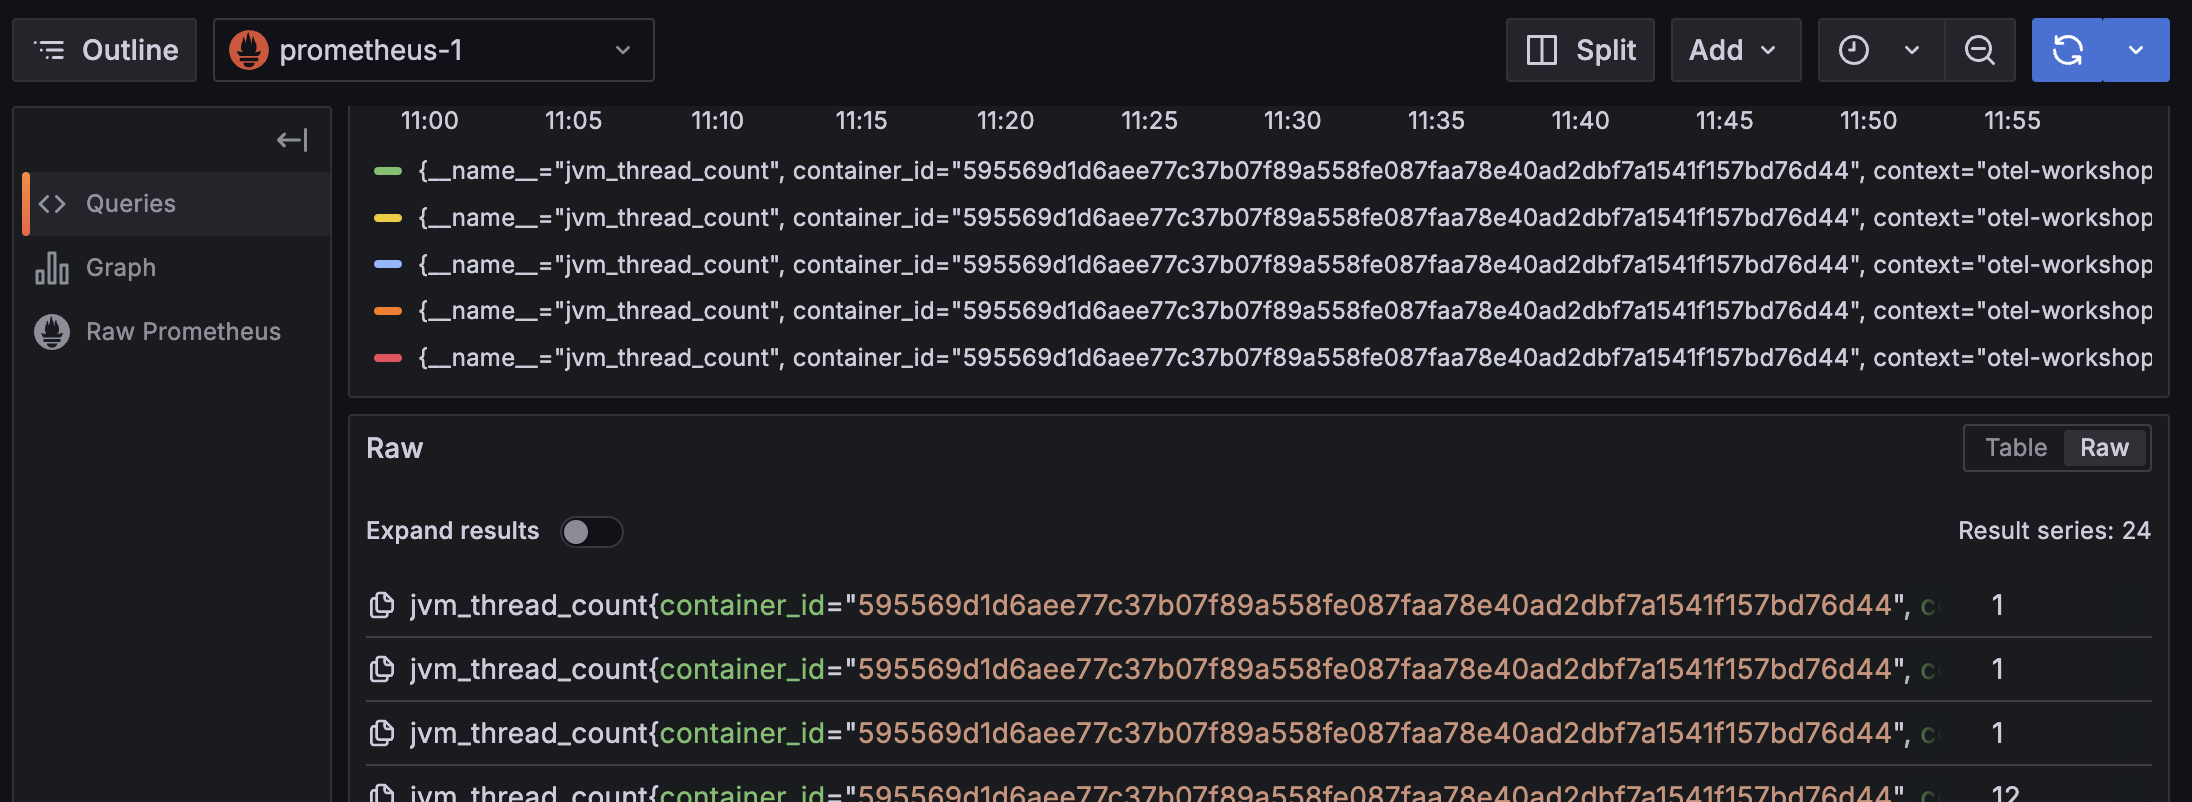 Outline
prometheus-1
Split
Add
11:00 11:05 11:10 11:15 11:20 11:25 11:30 11:35 11:40 11:45 11:50 11:55
Queries
Graph
Raw Prometheus
{__name__="jvm_thread_count", container_id="595569d1d6aee77c37b07f89a558fe087faa78e40ad2dbf7a1541f157bd76d44", context="otel-workshop
{__name__="jvm_thread_count", container_id="595569d1d6aee77c37b07f89a558fe087faa78e40ad2dbf7a1541f157bd76d44", context="otel-workshop
{__name__="jvm_thread_count", container_id="595569d1d6aee77c37b07f89a558fe087faa78e40ad2dbf7a1541f157bd76d44", context="otel-workshop
{__name__="jvm_thread_count", container_id="595569d1d6aee77c37b07f89a558fe087faa78e40ad2dbf7a1541f157bd76d44", context="otel-workshop
{__name__="jvm_thread_count", container_id="595569d1d6aee77c37b07f89a558fe087faa78e40ad2dbf7a1541f157bd76d44", context="otel-workshop
Raw
Table Raw
Expand results
Result series: 24
jvm_thread_count{container_id="595569d1d6aee77c37b07f89a558fe087faa78e40ad2dbf7a1541f157bd76d44", c 1
jvm_thread_count{container_id="595569d1d6aee77c37b07f89a558fe087faa78e40ad2dbf7a1541f157bd76d44", c 1
jvm_thread_count{container_id="595569d1d6aee77c37b07f89a558fe087faa78e40ad2dbf7a1541f157bd76d44", c 1
jvm_thread_count{container_id="595569d1d6aee77c37b07f89a558fe087faa78e40ad2dbf7a1541f157bd76d44", c 12